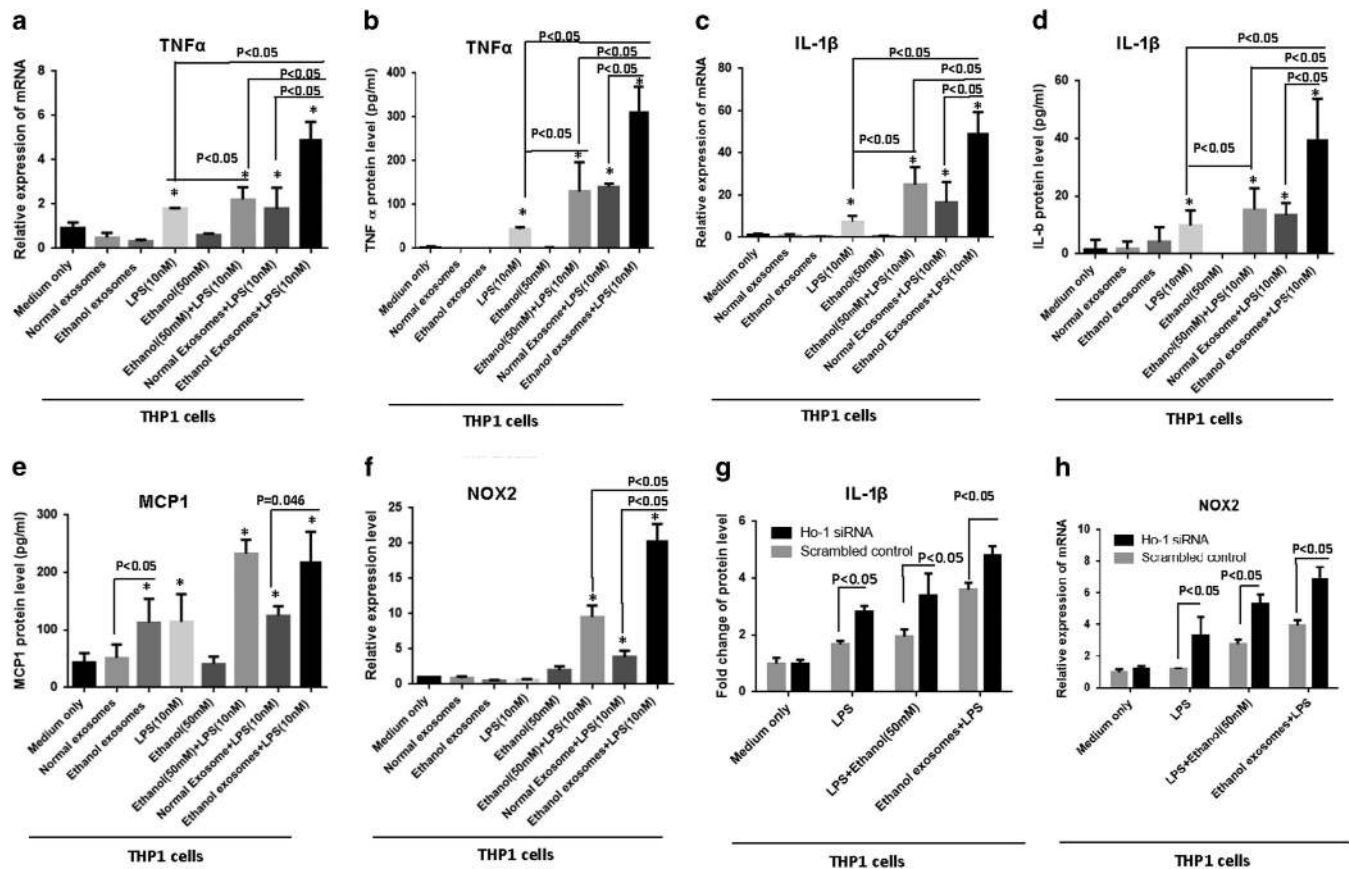 a
TNFα
P<0.05
P<0.05
P<0.05
P<0.05
Relative expression of mRNA
8
6
4
2
0
*
*
*
*
Medium only
Normal exosomes
Ethanol exosomes
LPS(10nM)
Ethanol(50mM)
Ethanol(50mM)+LPS(10nM)
Normal Exosomes+LPS(10nM)
Ethanol Exosomes+LPS(10nM)
THP1 cells
b
TNFα
P<0.05
P<0.05
P<0.05
P<0.05
TNF α protein level (pg/ml)
400
300
200
100
0
*
*
*
*
Medium only
Normal exosomes
Ethanol exosomes
LPS(10nM)
Ethanol(50mM)
Ethanol(50mM)+LPS(10nM)
Normal Exosome+LPS(10nM)
Ethanol exosomes+LPS(10nM)
THP1 cells
c
IL-1β
P<0.05
P<0.05
P<0.05
P<0.05
Relative expression of mRNA
80
60
40
20
0
*
*
*
*
Medium only
Normal exosomes
Ethanol exosomes
LPS(10nM)
Ethanol(50mM)
Ethanol(50mM)+LPS(10nM)
Normal Exosome+LPS(10nM)
Ethanol Exosomes+LPS(10nM)
THP1 cells
d
IL-1β
P<0.05
P<0.05
P<0.05
P<0.05
IL-b protein level (pg/ml)
60
40
20
0
*
*
*
*
Medium only
Normal exosomes
Ethanol exosomes
LPS(10nM)
Ethanol(50mM)
Ethanol(50mM)+LPS(10nM)
Normal Exosome+LPS(10nM)
Ethanol exosomes+LPS(10nM)
THP1 cells
e
MCP1
P=0.046
P<0.05
MCP1 protein level (pg/ml)
300
200
100
0
*
*
*
*
*
Medium only
Normal exosomes
Ethanol exosomes
LPS(10nM)
Ethanol(50mM)
Ethanol(50mM)+LPS(10nM)
Normal Exosome+LPS(10nM)
Ethanol exosomes+LPS(10nM)
THP1 cells
f
NOX2
P<0.05
P<0.05
Relative expression level
25
20
15
10
5
0
*
*
*
Medium only
Normal exosomes
Ethanol exosomes
LPS(10nM)
Ethanol(50mM)
Ethanol(50mM)+LPS(10nM)
Normal Exosome+LPS(10nM)
Ethanol exosomes+LPS(10nM)
THP1 cells
g
IL-1β
P<0.05
Ho-1 siRNA
Scrambled control
P<0.05
P<0.05
Fold change of protein level
6
4
2
0
Medium only
LPS
LPS+Ethanol(50mM)
Ethanol exosomes+LPS
THP1 cells
h
NOX2
Ho-1 siRNA
Scrambled control
P<0.05
P<0.05
P<0.05
Relative expression of mRNA
10
8
6
4
2
0
Medium only
LPS
LPS+Ethanol(50mM)
Ethanol exosomes+LPS
THP1 cells